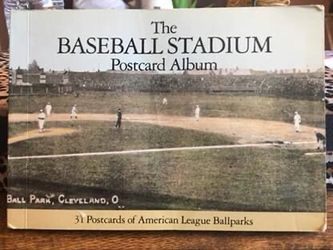 The
BASEBALL STADIUM
Postcard Album
BALL PARK, CLEVELAND, O
31 Postcards of American League Ballparks